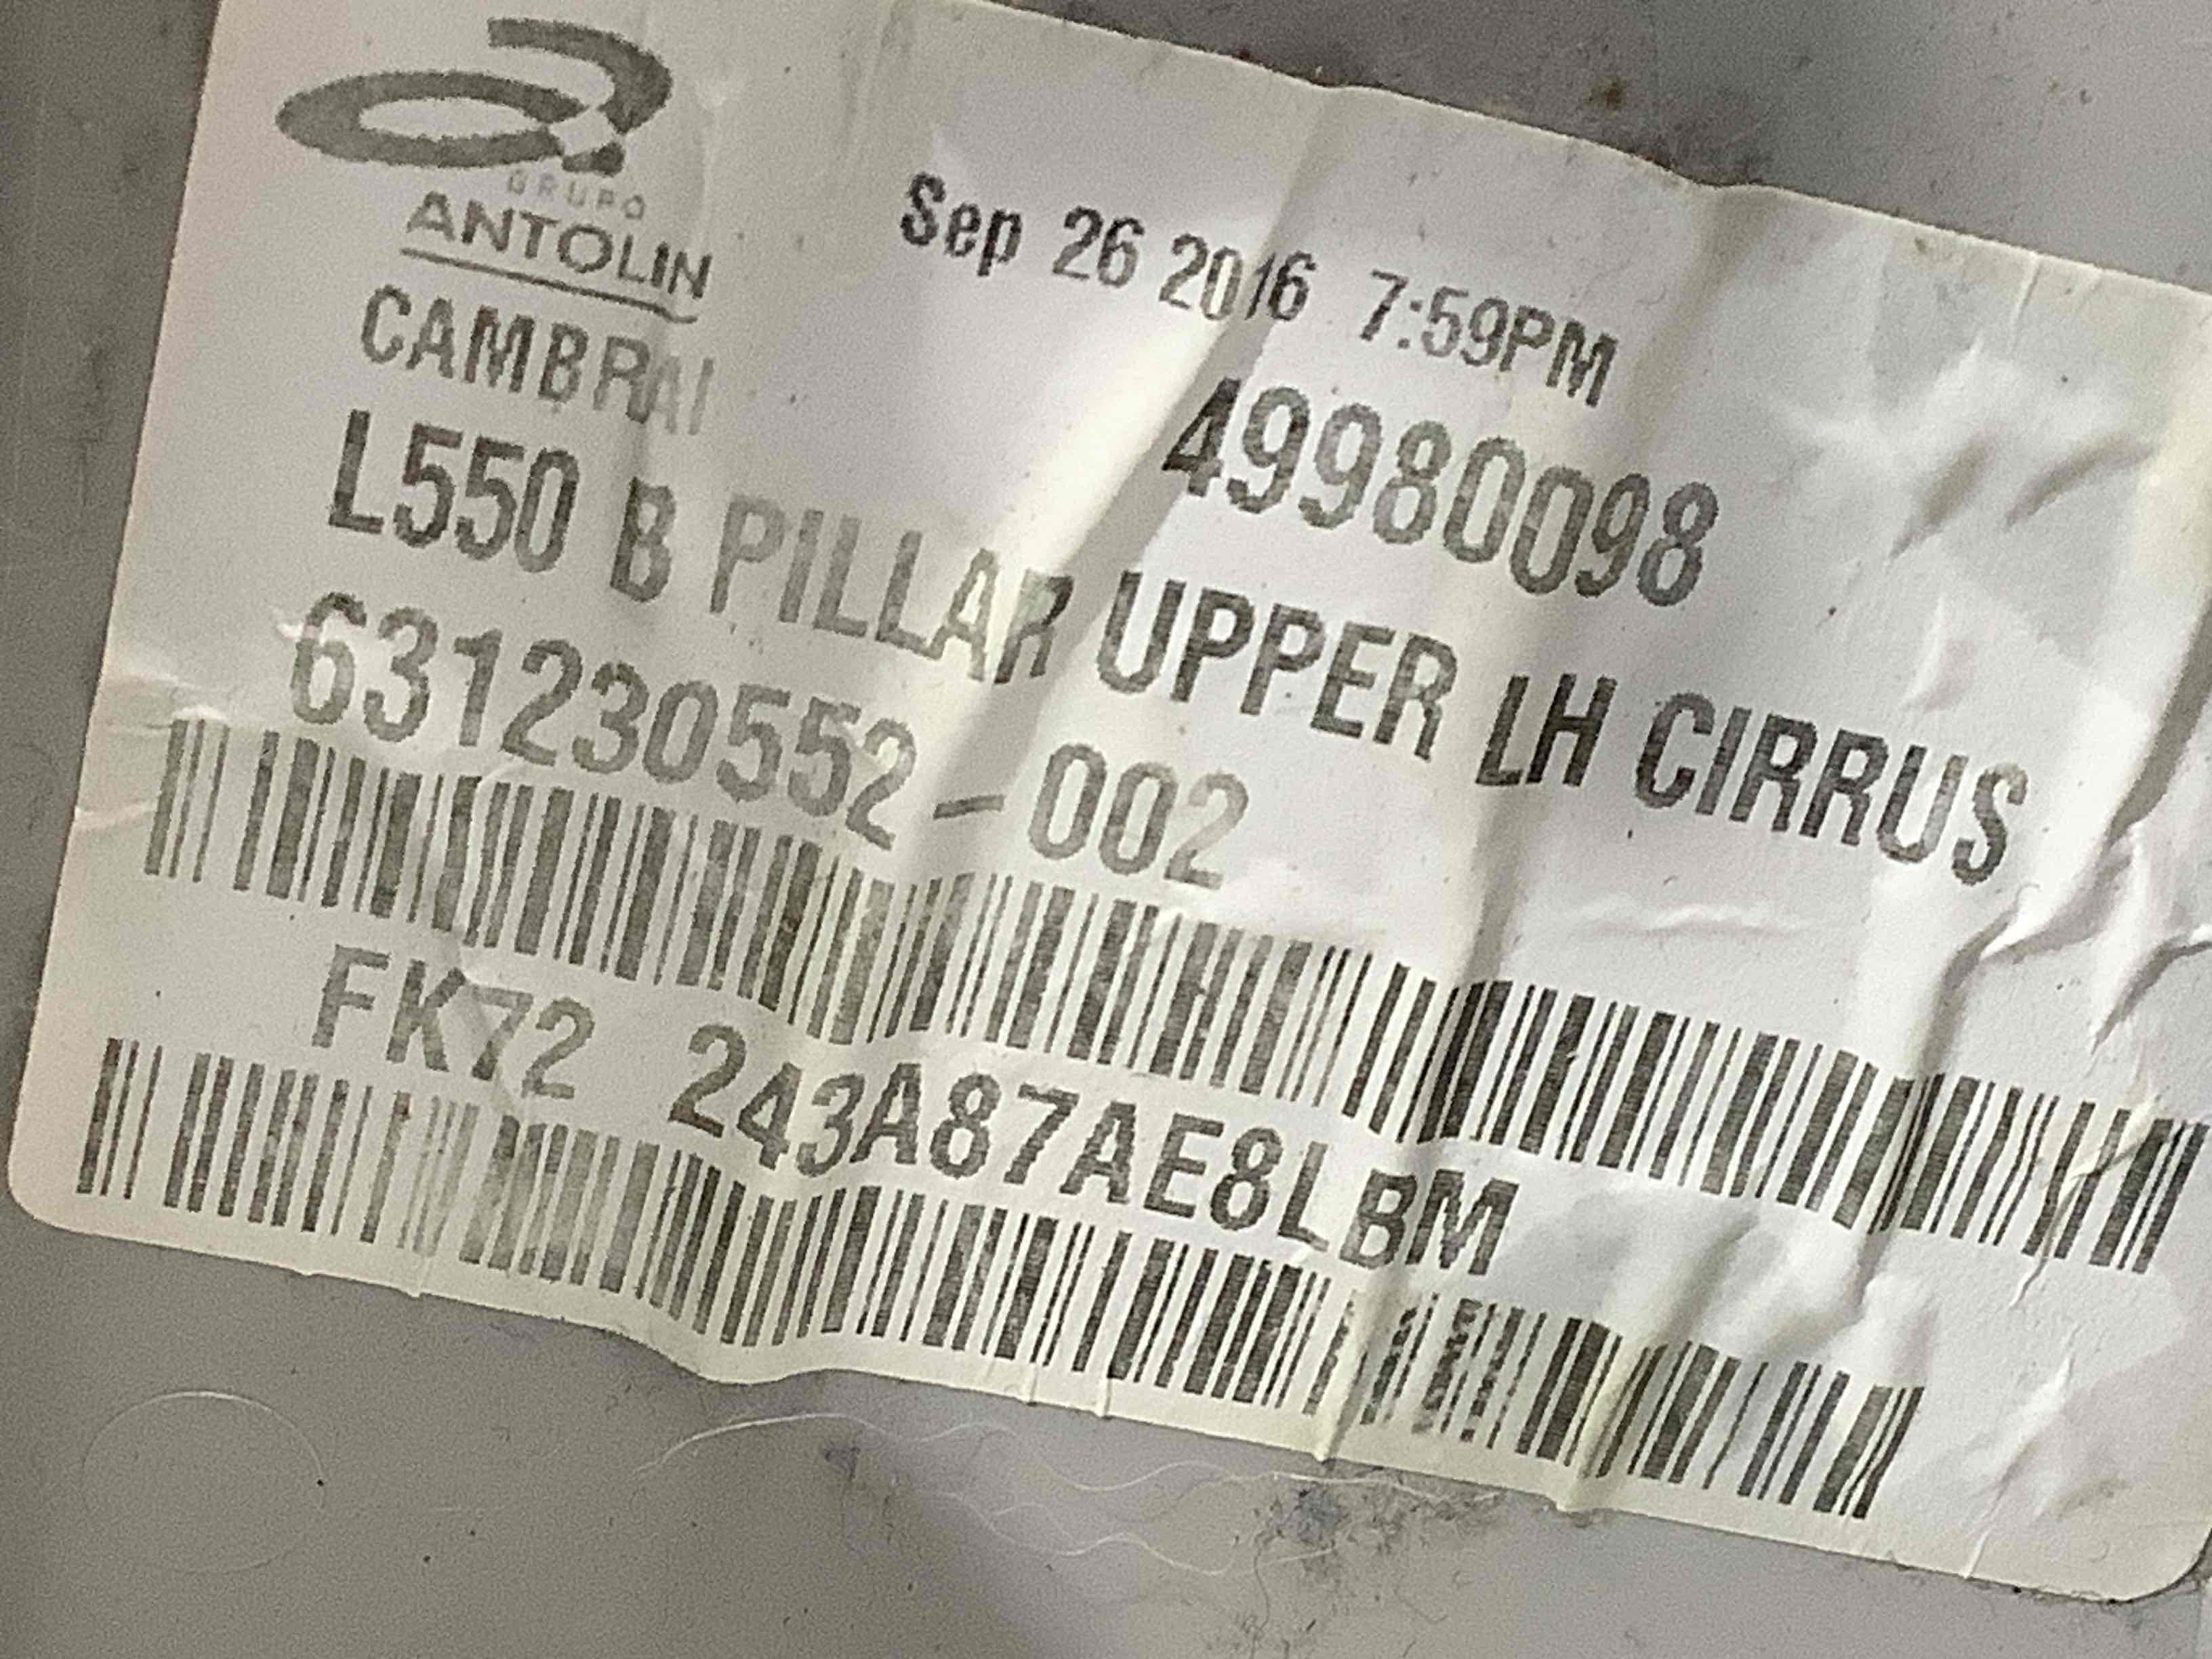 GRUPO
ANTOLIN
Sep 26 2016 7:59PM
CAMBRAI
49980098
L550 B PILLAR UPPER LH CIRRUS
631230552-002
FK72 243A87AE8LBM